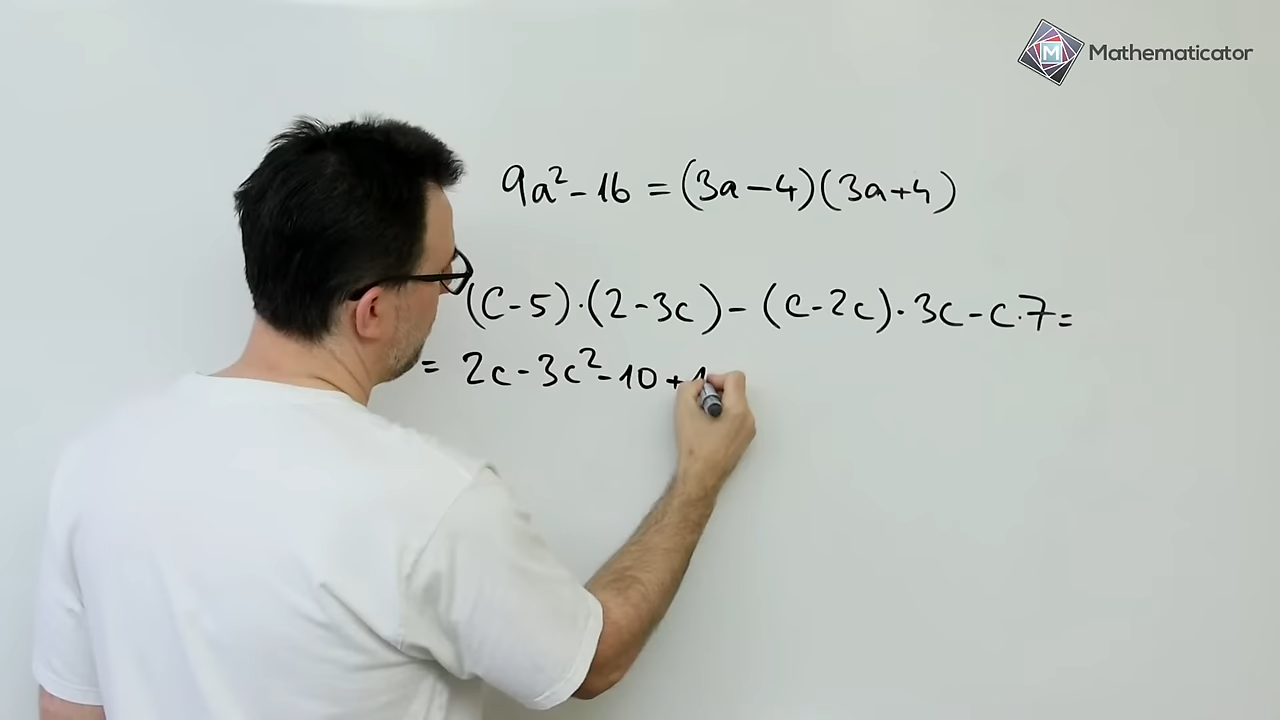 Mathematicator
9a²-16=(3a-4)(3a+4)
(c-5)·(2-3c)-(c-2c)·3c-c·7=
= 2c-3c²-10+1